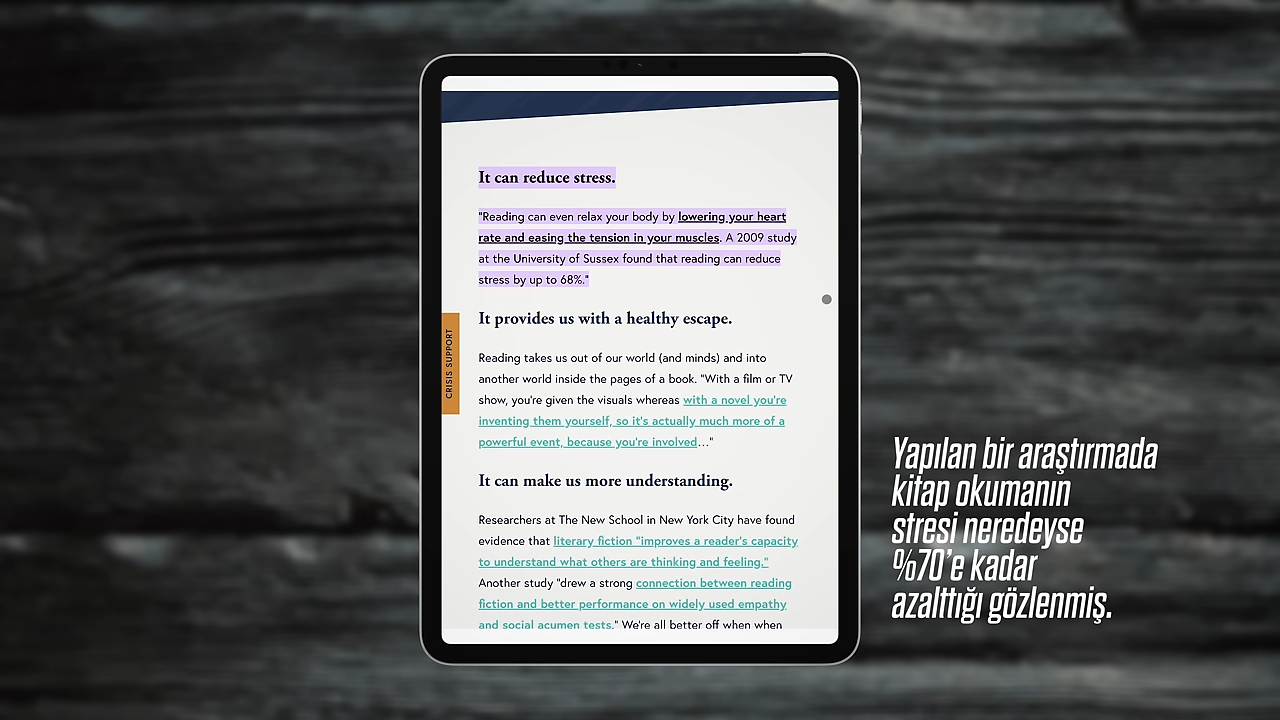 It can reduce stress.
"Reading can even relax your body by lowering your heart
rate and easing the tension in your muscles. A 2009 study
at the University of Sussex found that reading can reduce
stress by up to 68%."
It provides us with a healthy escape.
Reading takes us out of our world (and minds) and into
another world inside the pages of a book. "With a film or TV
show, you're given the visuals whereas with a novel you're
inventing them yourself, so it's actually much more of a
powerful event, because you're involved…"
It can make us more understanding.
Researchers at The New School in New York City have found
evidence that literary fiction "improves a reader's capacity
to understand what others are thinking and feeling."
Another study "drew a strong connection between reading
fiction and better performance on widely used empathy
and social acumen tests." We're all better off when when
CRISIS SUPPORT
Yapılan bir araştırmada
kitap okumanın
stresi neredeyse
%70'e kadar
azalttığı gözlenmiş.